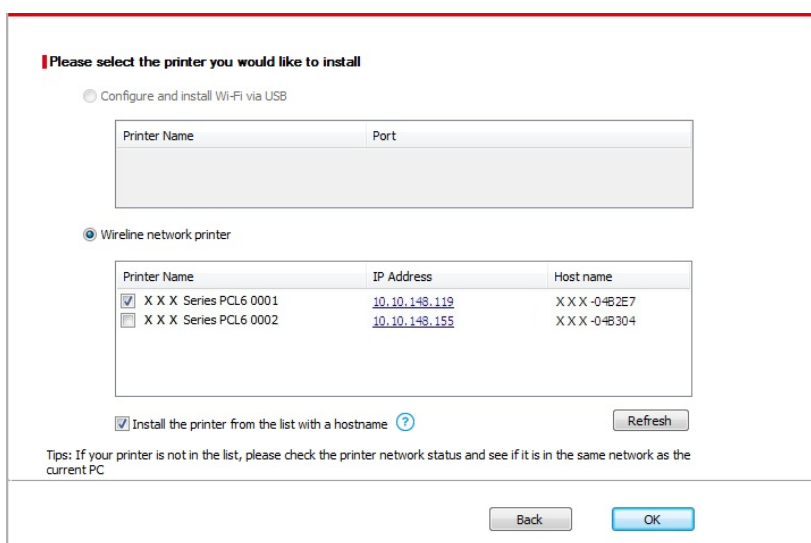 Please select the printer you would like to install
Configure and install Wi-Fi via USB
Printer Name Port
Wireline network printer
Printer Name IP Address Host name
X X X Series PCL6 0001 10.10.148.119 X X X -04B2E7
X X X Series PCL6 0002 10.10.148.155 X X X -04B304
Install the printer from the list with a hostname ? Refresh
Tips: If your printer is not in the list, please check the printer network status and see if it is in the same network as the
current PC
Back OK